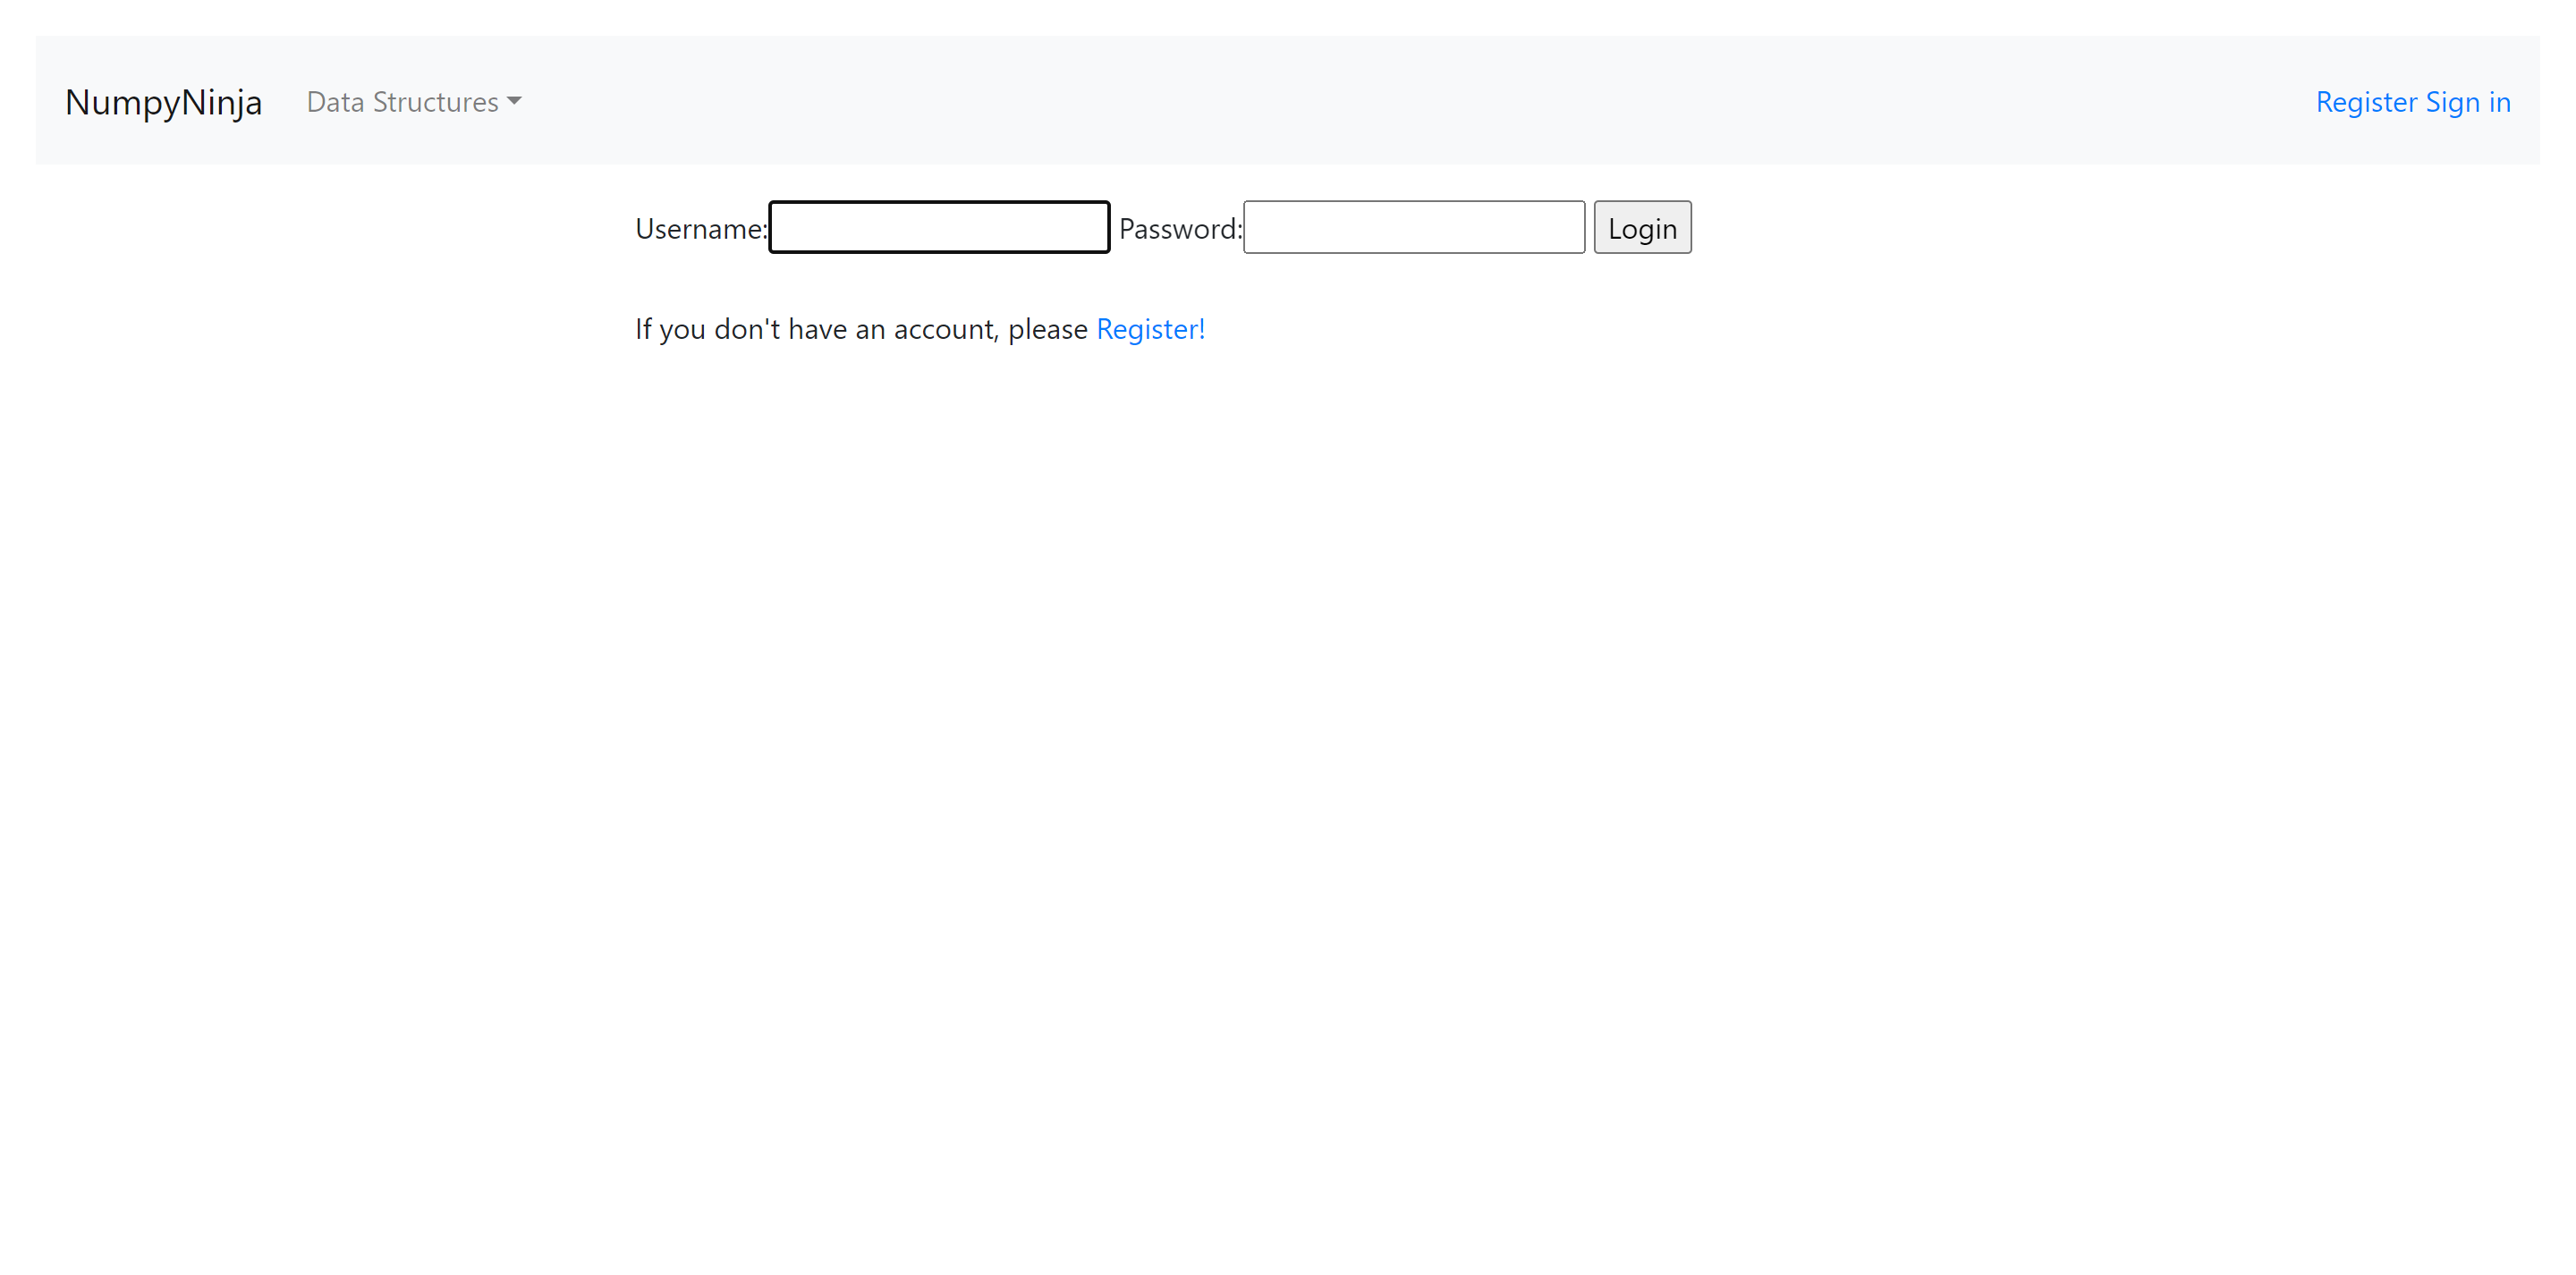 NumpyNinja Data Structures Register Sign in
Username: Password: Login
If you don't have an account, please Register!